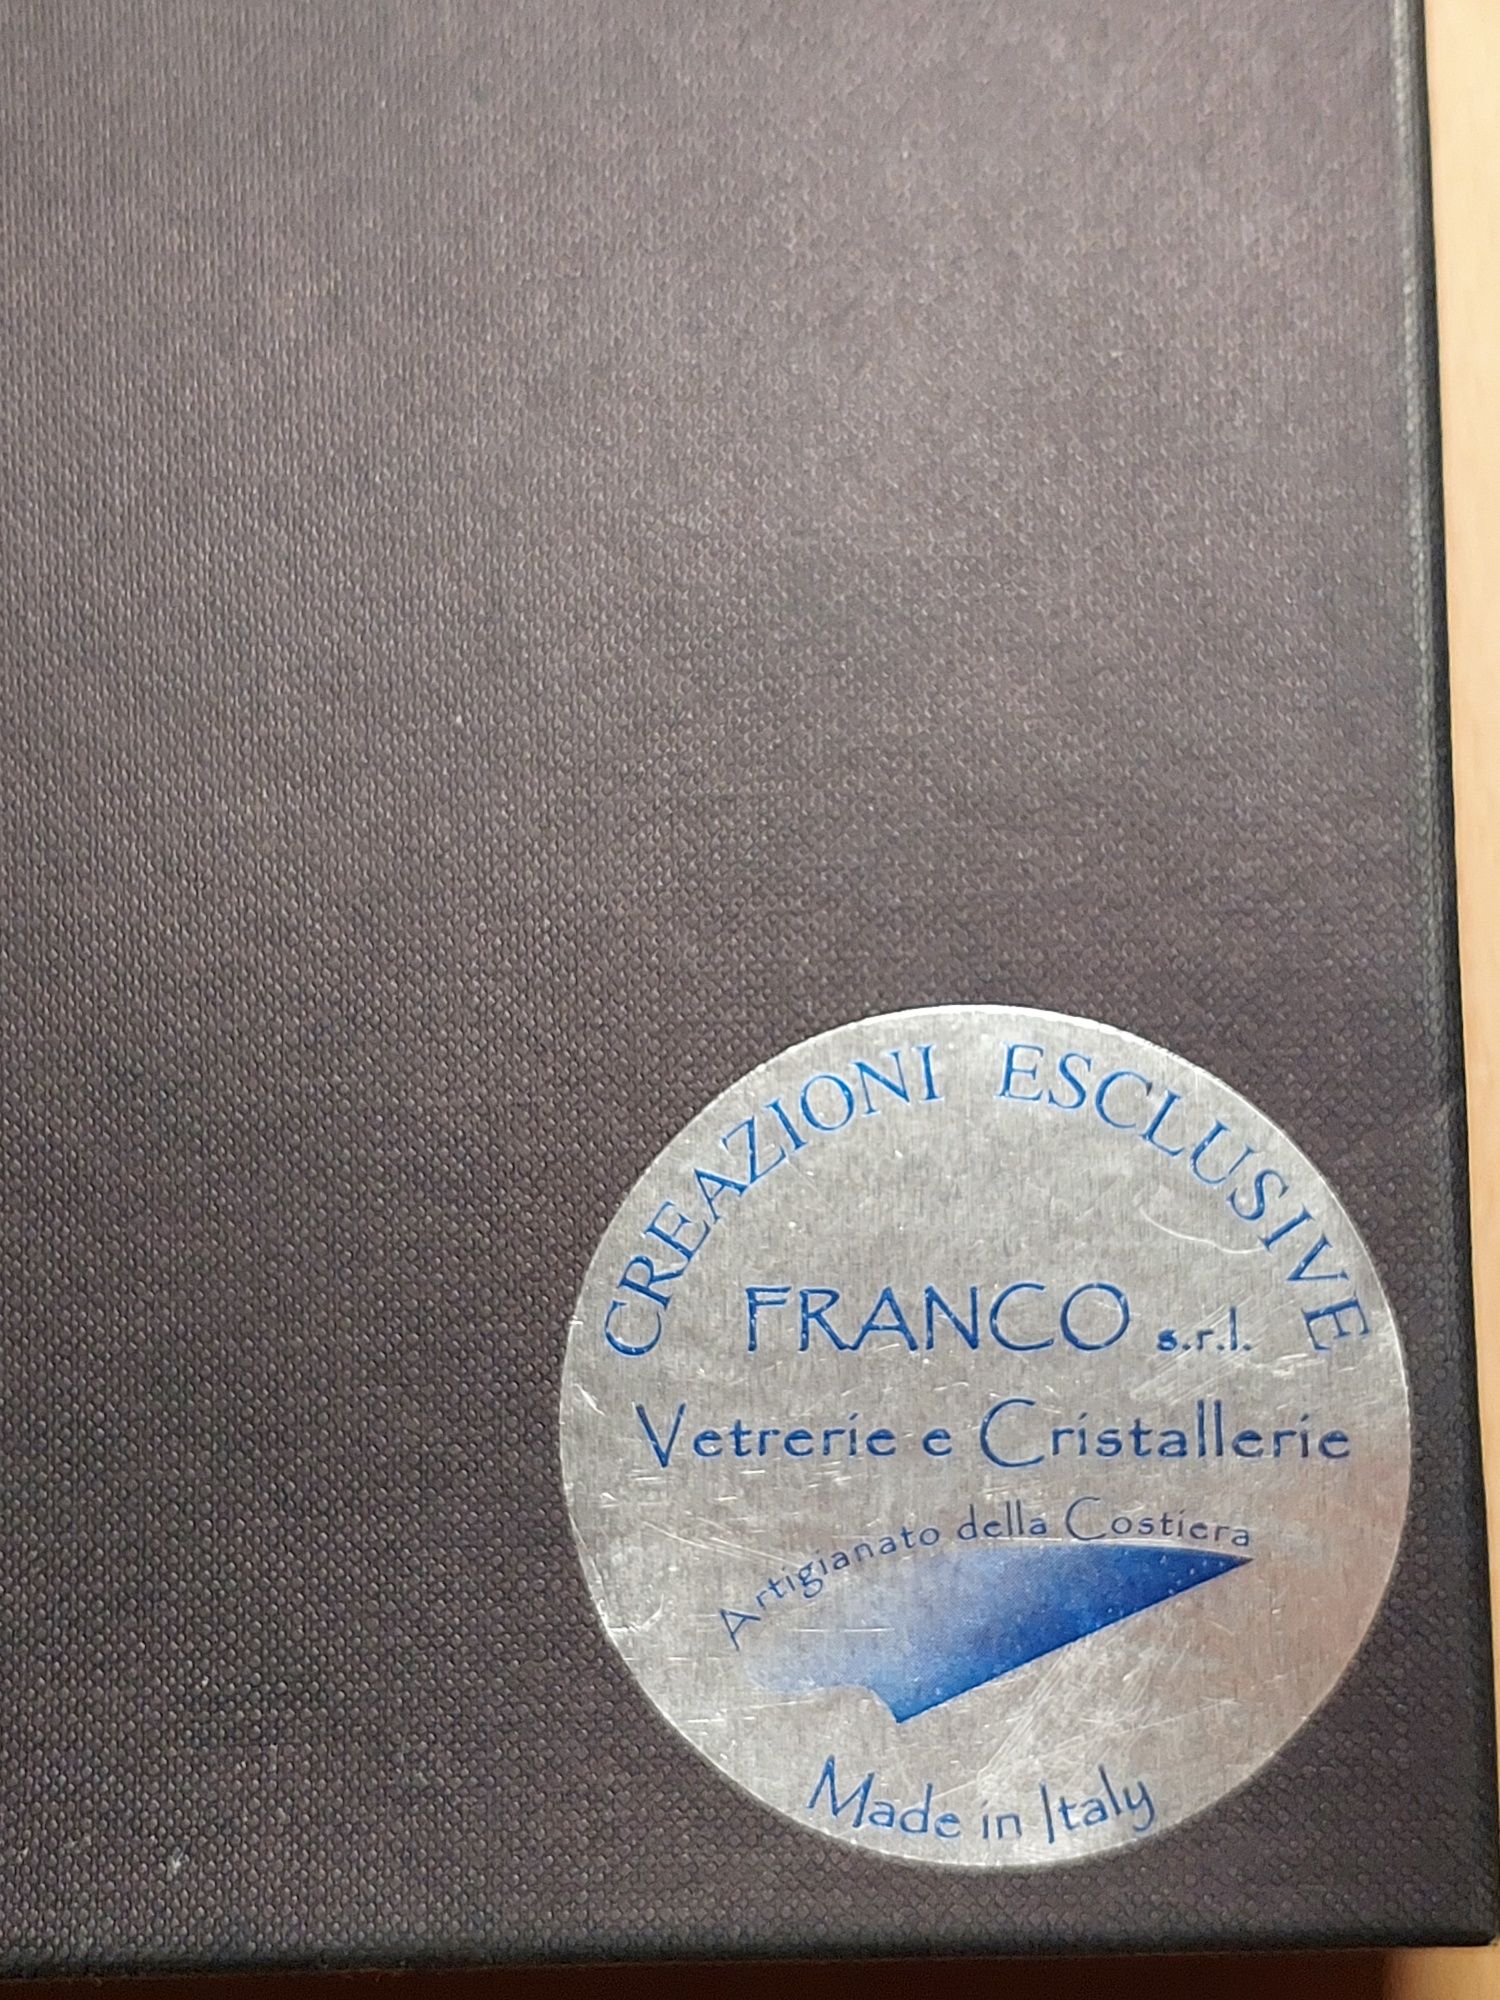 CREAZIONI ESCLUSIVE
FRANCO s.r.l.
Vetrerie e Cristallerie
Artigianato della Costiera
Made in Italy